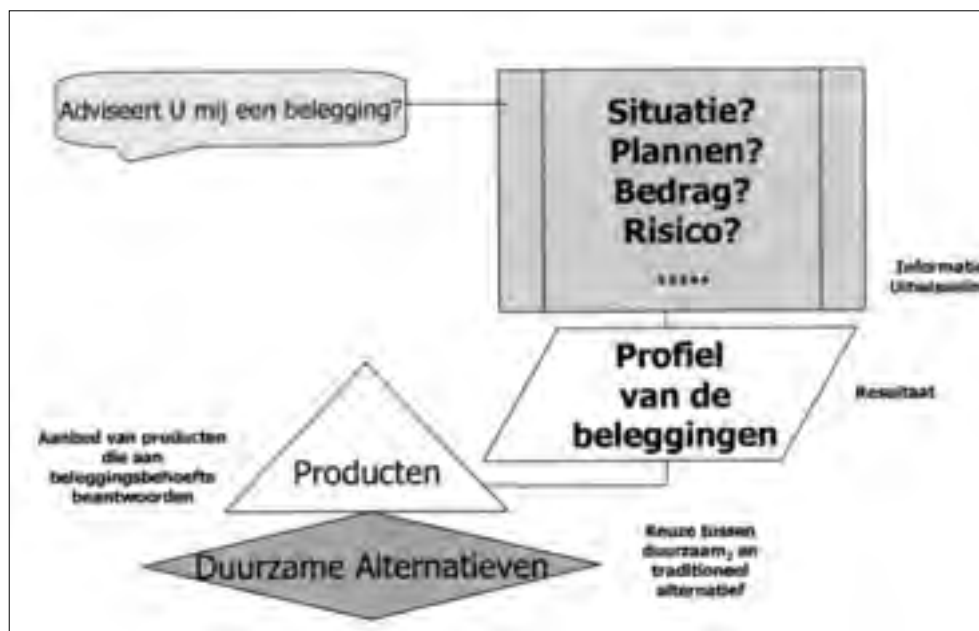 Adviseert U mij een belegging?
Situatie?
Plannen?
Bedrag?
Risico?
.....
Informatie
Resultaat
Profiel
van de
beleggingen
Aanbod van producten
die aan
beleggingsbehoefte
beantwoorden
Producten
Duurzame Alternatieven
tussen
duurzaam, en
traditioneel
alternatief